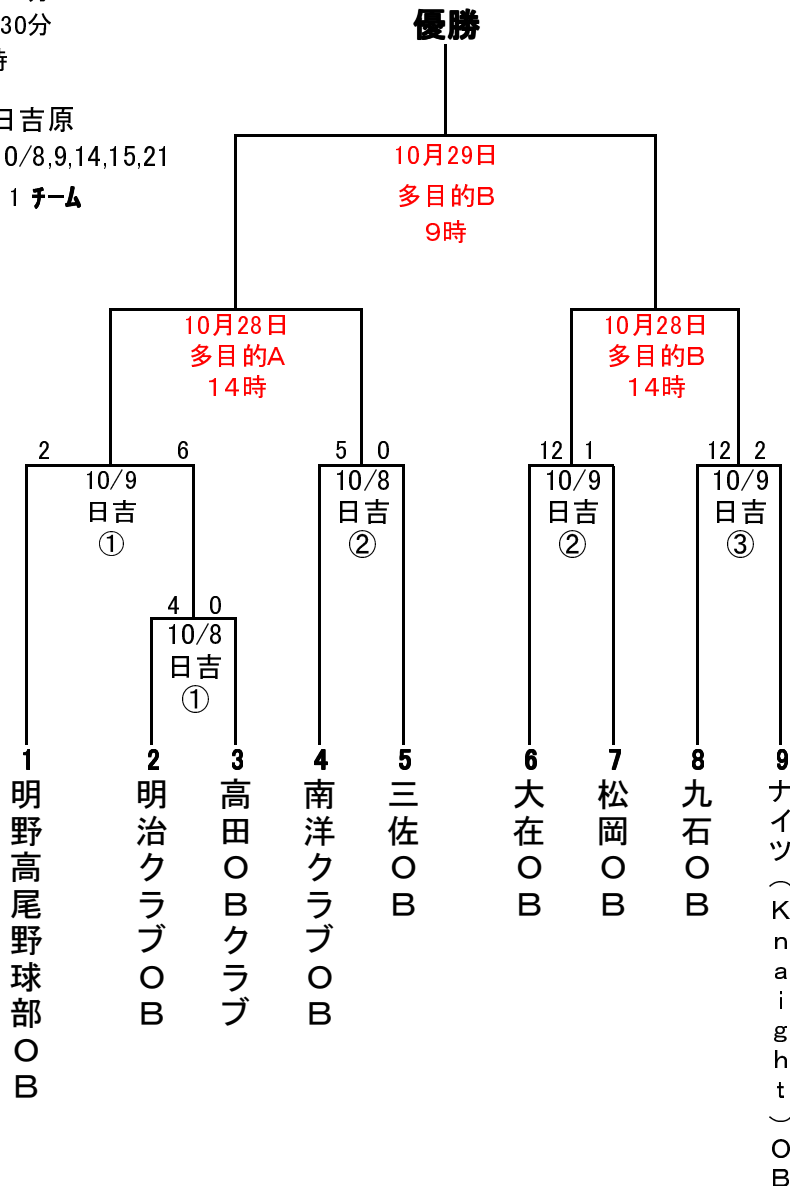 30分
優勝
日吉原
0/8,9,14,15,21
1 チーム
10月29日
多目的B
9時
10月28日
多目的A
14時
10月28日
多目的B
14時
2 6
10/9
日吉
①
5 0
10/8
日吉
②
12 1
10/9
日吉
②
12 2
10/9
日吉
③
4 0
10/8
日吉
①
1
明野高尾野球部OB
2
明治クラブOB
3
高田OBクラブ
4
南洋クラブOB
5
三佐OB
6
大在OB
7
松岡OB
8
九石OB
9
ナイツ(Knaight)OB